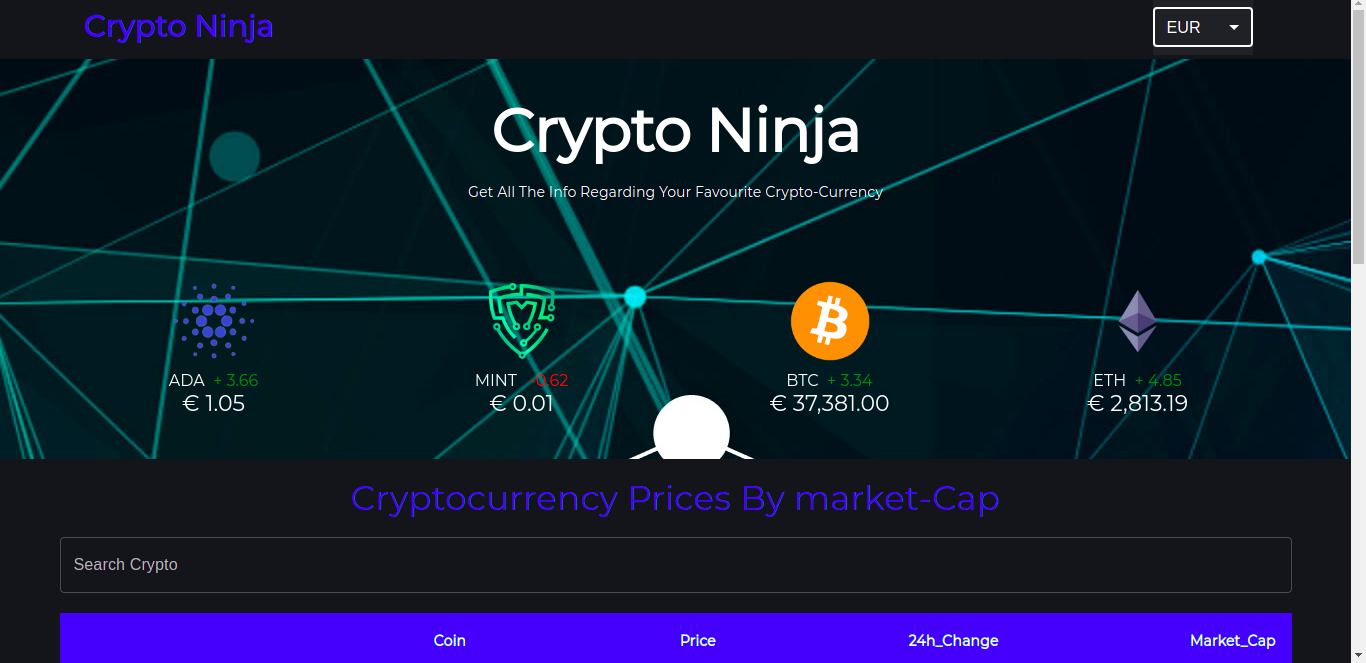 Crypto Ninja
EUR
Crypto Ninja
Get All The Info Regarding Your Favourite Crypto-Currency
ADA + 3.66
€ 1.05
MINT -0.62
€ 0.01
BTC + 3.34
€ 37,381.00
ETH + 4.85
€ 2,813.19
Cryptocurrency Prices By market-Cap
Search Crypto
Coin Price 24h_Change Market_Cap